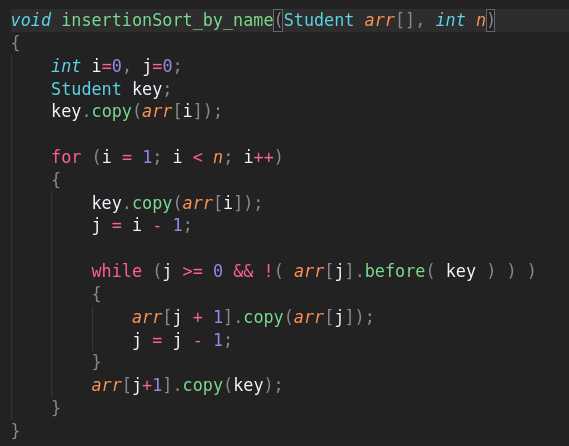 void insertionSort_by_name(Student arr[], int n)
{
    int i=0, j=0;
    Student key;
    key.copy(arr[i]);

    for (i = 1; i < n; i++)
    {
        key.copy(arr[i]);
        j = i - 1;

        while (j >= 0 && !( arr[j].before( key ) ) )
        {
            arr[j + 1].copy(arr[j]);
            j = j - 1;
        }
        arr[j+1].copy(key);
    }
}